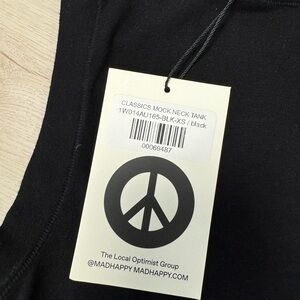 CLASSICS MOCK NECK TANK
1W014AU165-BLK-XS / black
00066487
The Local Optimist Group
@MADHAPPY MADHAPPY.COM